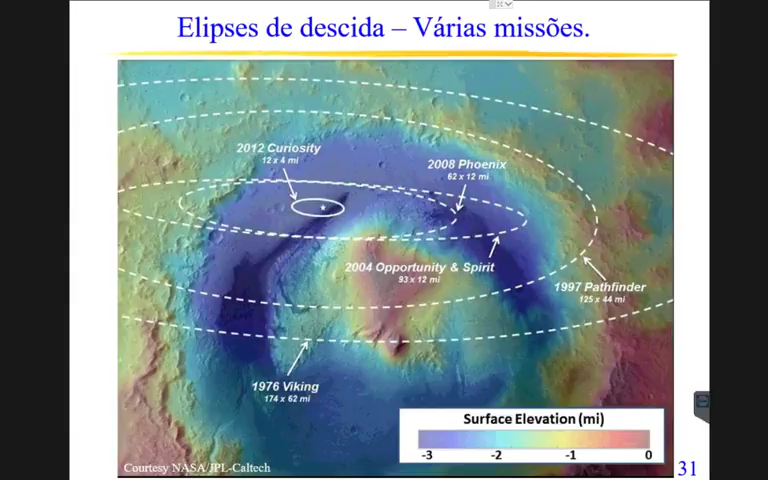 Elipses de descida – Várias missões.
2012 Curiosity
12 x 4 mi
2008 Phoenix
62 x 12 mi
2004 Opportunity & Spirit
93 x 12 mi
1997 Pathfinder
125 x 44 mi
1976 Viking
174 x 62 mi
Surface Elevation (mi)
-3 -2 -1 0
Courtesy NASA/JPL-Caltech
31